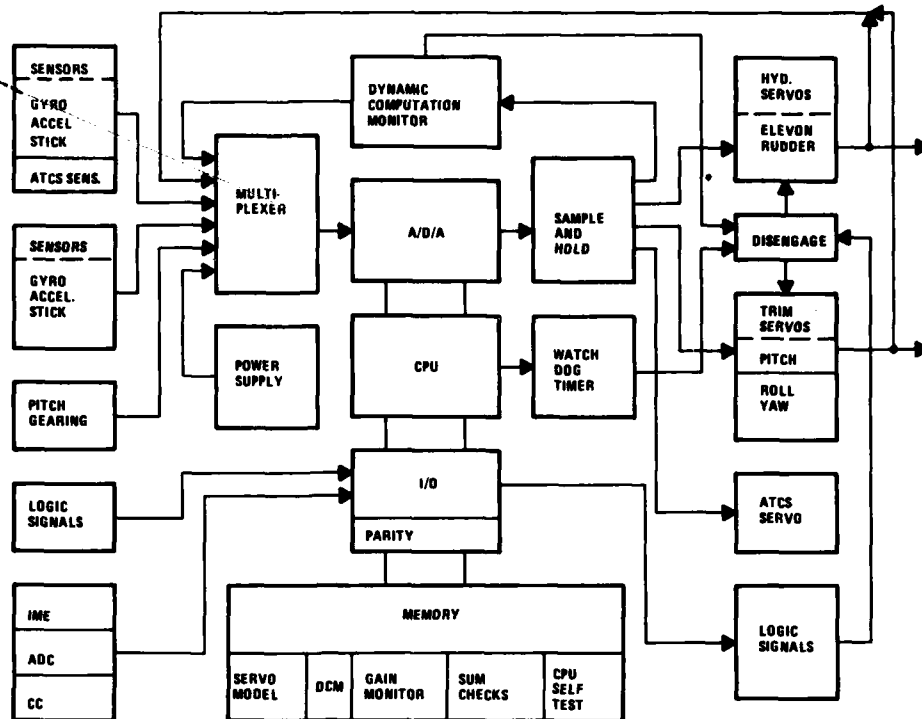 SENSORS
GYRO
ACCEL
STICK
ATCS SENS.
SENSORS
GYRO
ACCEL.
STICK
PITCH
GEARING
LOGIC
SIGNALS
IME
ADC
CC
DYNAMIC
COMPUTATION
MONITOR
MULTI-
PLEXER
POWER
SUPPLY
A/D/A
CPU
I/O
PARITY
MEMORY
SERVO
MODEL
DCM
GAIN
MONITOR
SUM
CHECKS
CPU
SELF
TEST
SAMPLE
AND
HOLD
WATCH
DOG
TIMER
HYD.
SERVOS
ELEVON
RUDDER
DISENGAGE
TRIM
SERVOS
PITCH
ROLL
YAW
ATCS
SERVO
LOGIC
SIGNALS